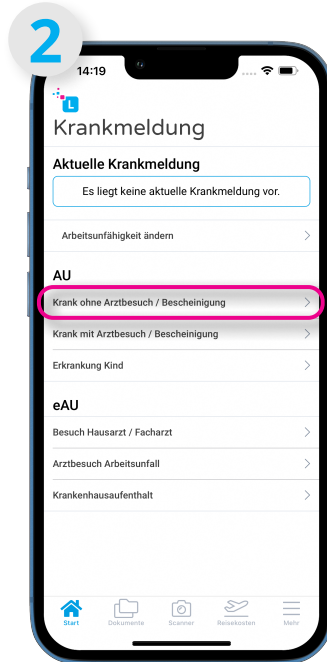 2
14:19
L
Krankmeldung
Aktuelle Krankmeldung
Es liegt keine aktuelle Krankmeldung vor.
Arbeitsunfähigkeit ändern
AU
Krank ohne Arztbesuch / Bescheinigung
Krank mit Arztbesuch / Bescheinigung
Erkrankung Kind
eAU
Besuch Hausarzt / Facharzt
Arztbesuch Arbeitsunfall
Krankenhausaufenthalt
Start Dokumente Scanner Reisekosten Mehr